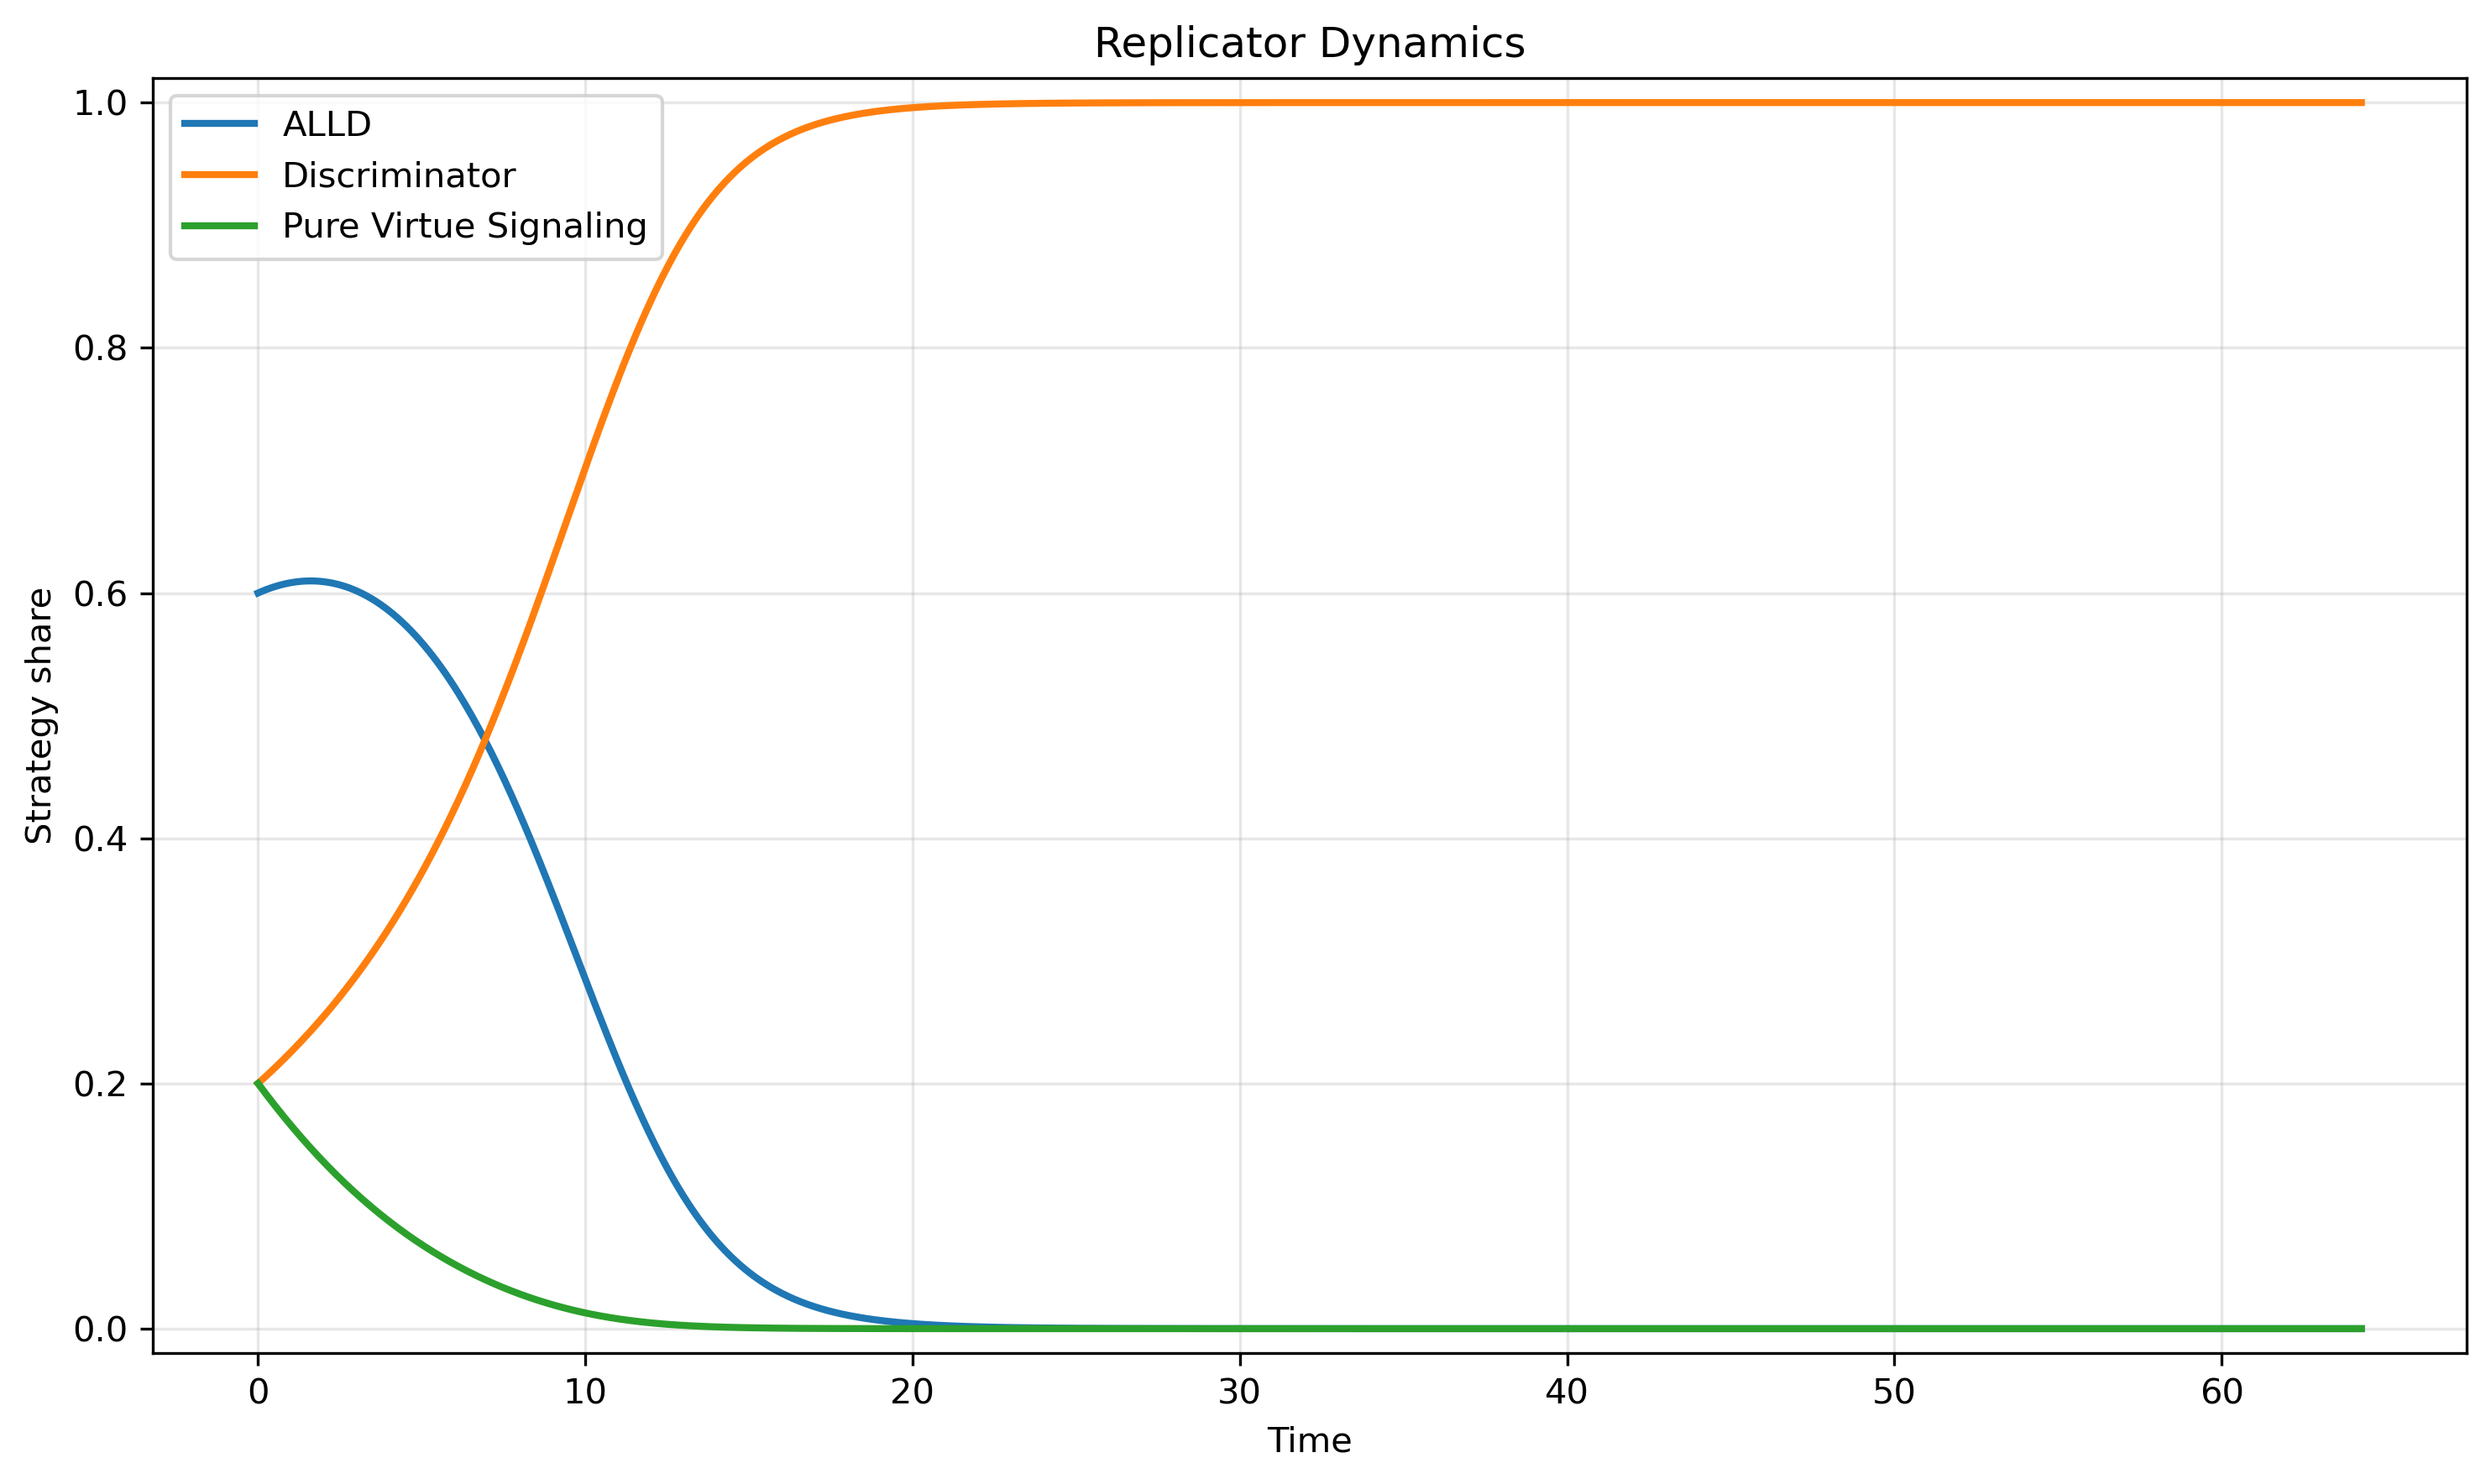 Replicator Dynamics
ALLD
Discriminator
Pure Virtue Signaling
Strategy share
1.0
0.8
0.6
0.4
0.2
0.0
0 10 20 30 40 50 60
Time